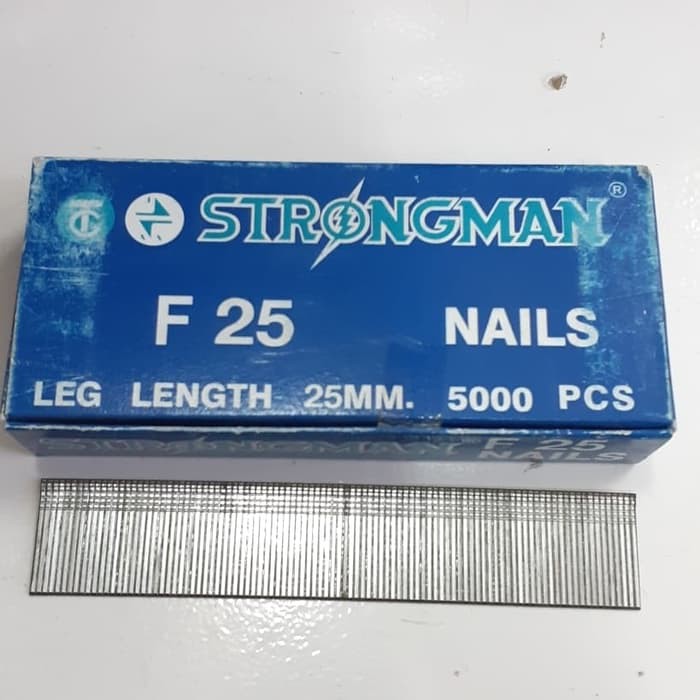 STRONGMAN ®
F 25 NAILS
LEG LENGTH 25MM. 5000 PCS
STRONGMAN F 25
NAILS